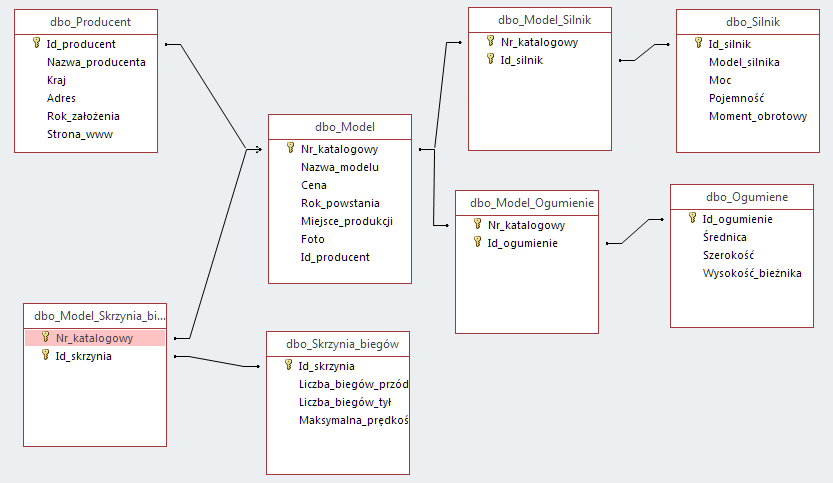 dbo_Producent
Id_producent
Nazwa_producenta
Kraj
Adres
Rok_założenia
Strona_www
dbo_Model
Nr_katalogowy
Nazwa_modelu
Cena
Rok_powstania
Miejsce_produkcji
Foto
Id_producent
dbo_Model_Silnik
Nr_katalogowy
Id_silnik
dbo_Silnik
Id_silnik
Model_silnika
Moc
Pojemność
Moment_obrotowy
dbo_Model_Ogumienie
Nr_katalogowy
Id_ogumienie
dbo_Ogumiene
Id_ogumienie
Średnica
Szerokość
Wysokość_bieżnika
dbo_Model_Skrzynia_bi...
Nr_katalogowy
Id_skrzynia
dbo_Skrzynia_biegów
Id_skrzynia
Liczba_biegów_przód
Liczba_biegów_tył
Maksymalna_prędkoś